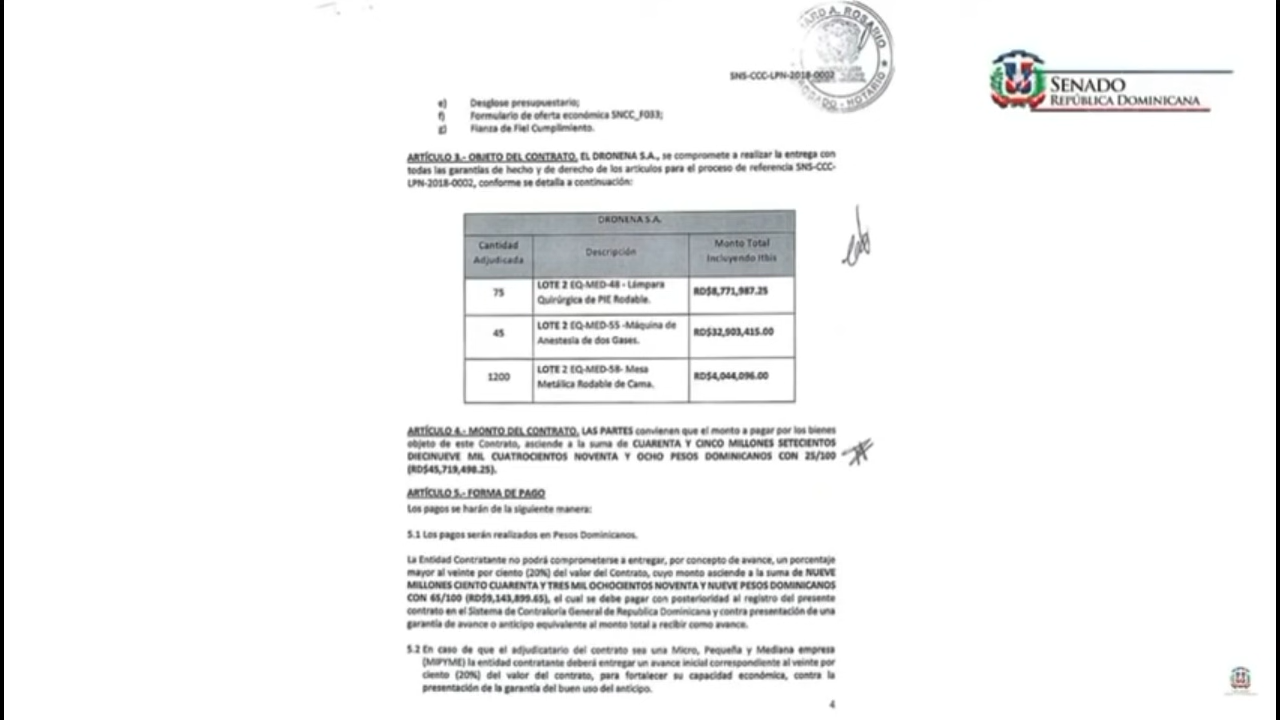 ARD A. ROSARIO
ABOGADO - NOTARIO
SNS-CCC-LPN-2018-0002
SENADO
REPÚBLICA DOMINICANA
e) Desglose presupuestario;
f) Formulario de oferta económica SNCC_F033;
g) Fianza de Fiel Cumplimiento.
ARTÍCULO 3.- OBJETO DEL CONTRATO. EL DRONENA S.A., se compromete a realizar la entrega con
todas las garantías de hecho y de derecho de los artículos para el proceso de referencia SNS-CCC-
LPN-2018-0002, conforme se detalla a continuación:
DRONENA S.A.
Cantidad
Adjudicada
Descripción
Monto Total
Incluyendo Itbis
75
LOTE 2 EQ-MED-48 - Lámpara
Quirúrgica de PIE Rodable.
RD$8,771,987.25
45
LOTE 2 EQ-MED-55 -Máquina de
Anestesia de dos Gases.
RD$32,903,415.00
1200
LOTE 2 EQ-MED-58- Mesa
Metálica Rodable de Cama.
RD$4,044,096.00
ARTÍCULO 4.- MONTO DEL CONTRATO. LAS PARTES convienen que el monto a pagar por los bienes
objeto de este Contrato, asciende a la suma de CUARENTA Y CINCO MILLONES SETECIENTOS
DIECINUEVE MIL CUATROCIENTOS NOVENTA Y OCHO PESOS DOMINICANOS CON 25/100
(RD$45,719,498.25).
ARTÍCULO 5.- FORMA DE PAGO
Los pagos se harán de la siguiente manera:
5.1 Los pagos serán realizados en Pesos Dominicanos.
La Entidad Contratante no podrá comprometerse a entregar, por concepto de avance, un porcentaje
mayor al veinte por ciento (20%) del valor del Contrato, cuyo monto asciende a la suma de NUEVE
MILLONES CIENTO CUARENTA Y TRES MIL OCHOCIENTOS NOVENTA Y NUEVE PESOS DOMINICANOS
CON 65/100 (RD$9,143,899.65), el cual se debe pagar con posterioridad al registro del presente
contrato en el Sistema de Contraloría General de Republica Dominicana y contra presentación de una
garantía de avance o anticipo equivalente al monto total a recibir como avance.
5.2 En caso de que el adjudicatario del contrato sea una Micro, Pequeña y Mediana empresa
(MIPYME) la entidad contratante deberá entregar un avance inicial correspondiente al veinte por
ciento (20%) del valor del contrato, para fortalecer su capacidad económica, contra la
presentación de la garantía del buen uso del anticipo.
4